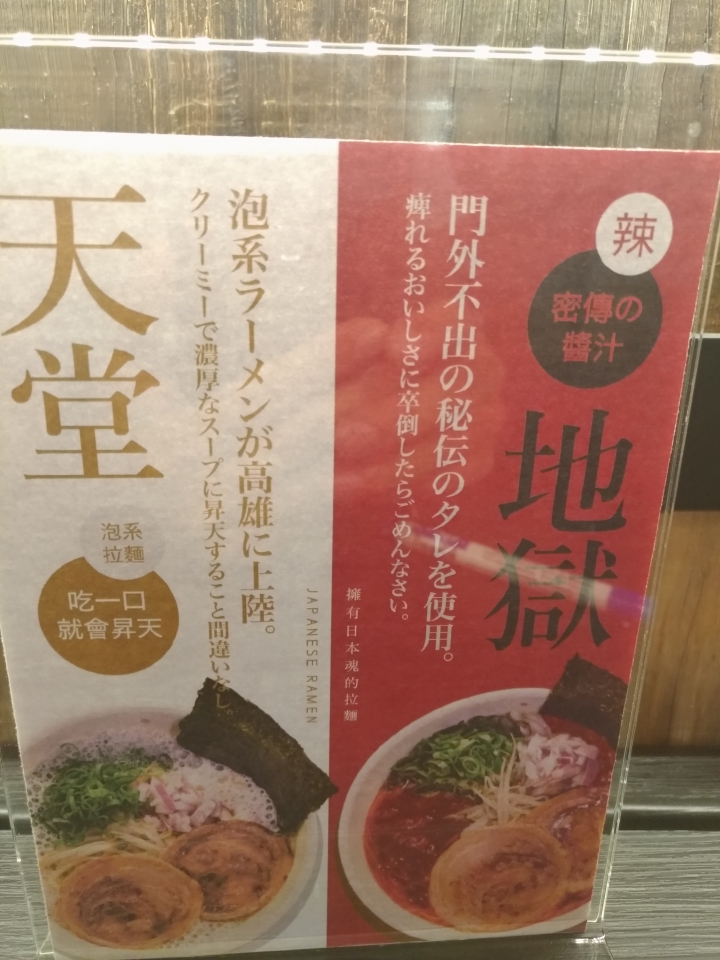 辣
密傳の
醬汁
地獄
門外不出の秘伝のタレを使用。
痺れるおいしさに卒倒したらごめんなさい。
擁有日本魂的拉麵
JAPANESE RAMEN
泡系ラーメンが高雄に上陸。
クリーミーで濃厚なスープに昇天すること間違いなし。
天堂
泡系
拉麵
吃一口
就會昇天